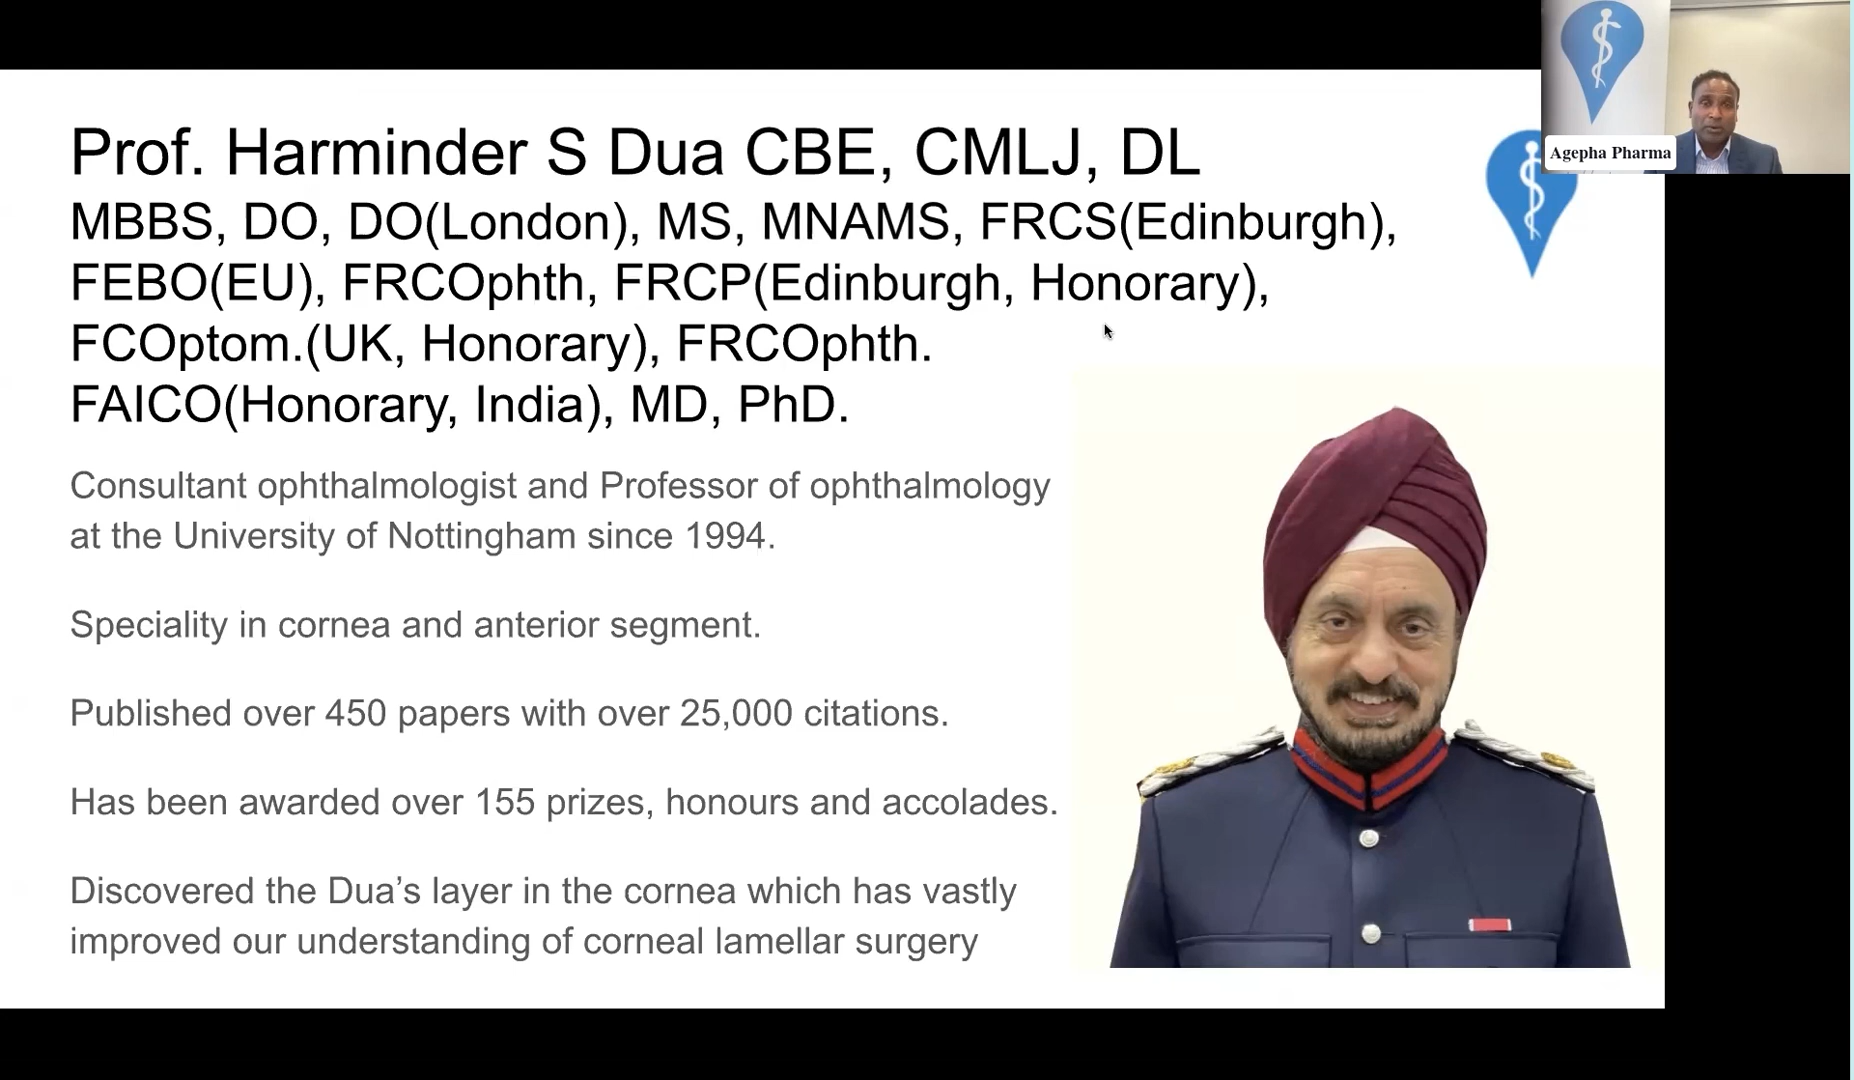 Prof. Harminder S Dua CBE, CMLJ, DL
MBBS, DO, DO(London), MS, MNAMS, FRCS(Edinburgh),
FEBO(EU), FRCOphth, FRCP(Edinburgh, Honorary),
FCOptom.(UK, Honorary), FRCOphth.
FAICO(Honorary, India), MD, PhD.
Consultant ophthalmologist and Professor of ophthalmology
at the University of Nottingham since 1994.
Speciality in cornea and anterior segment.
Published over 450 papers with over 25,000 citations.
Has been awarded over 155 prizes, honours and accolades.
Discovered the Dua’s layer in the cornea which has vastly
improved our understanding of corneal lamellar surgery
Agepha Pharma